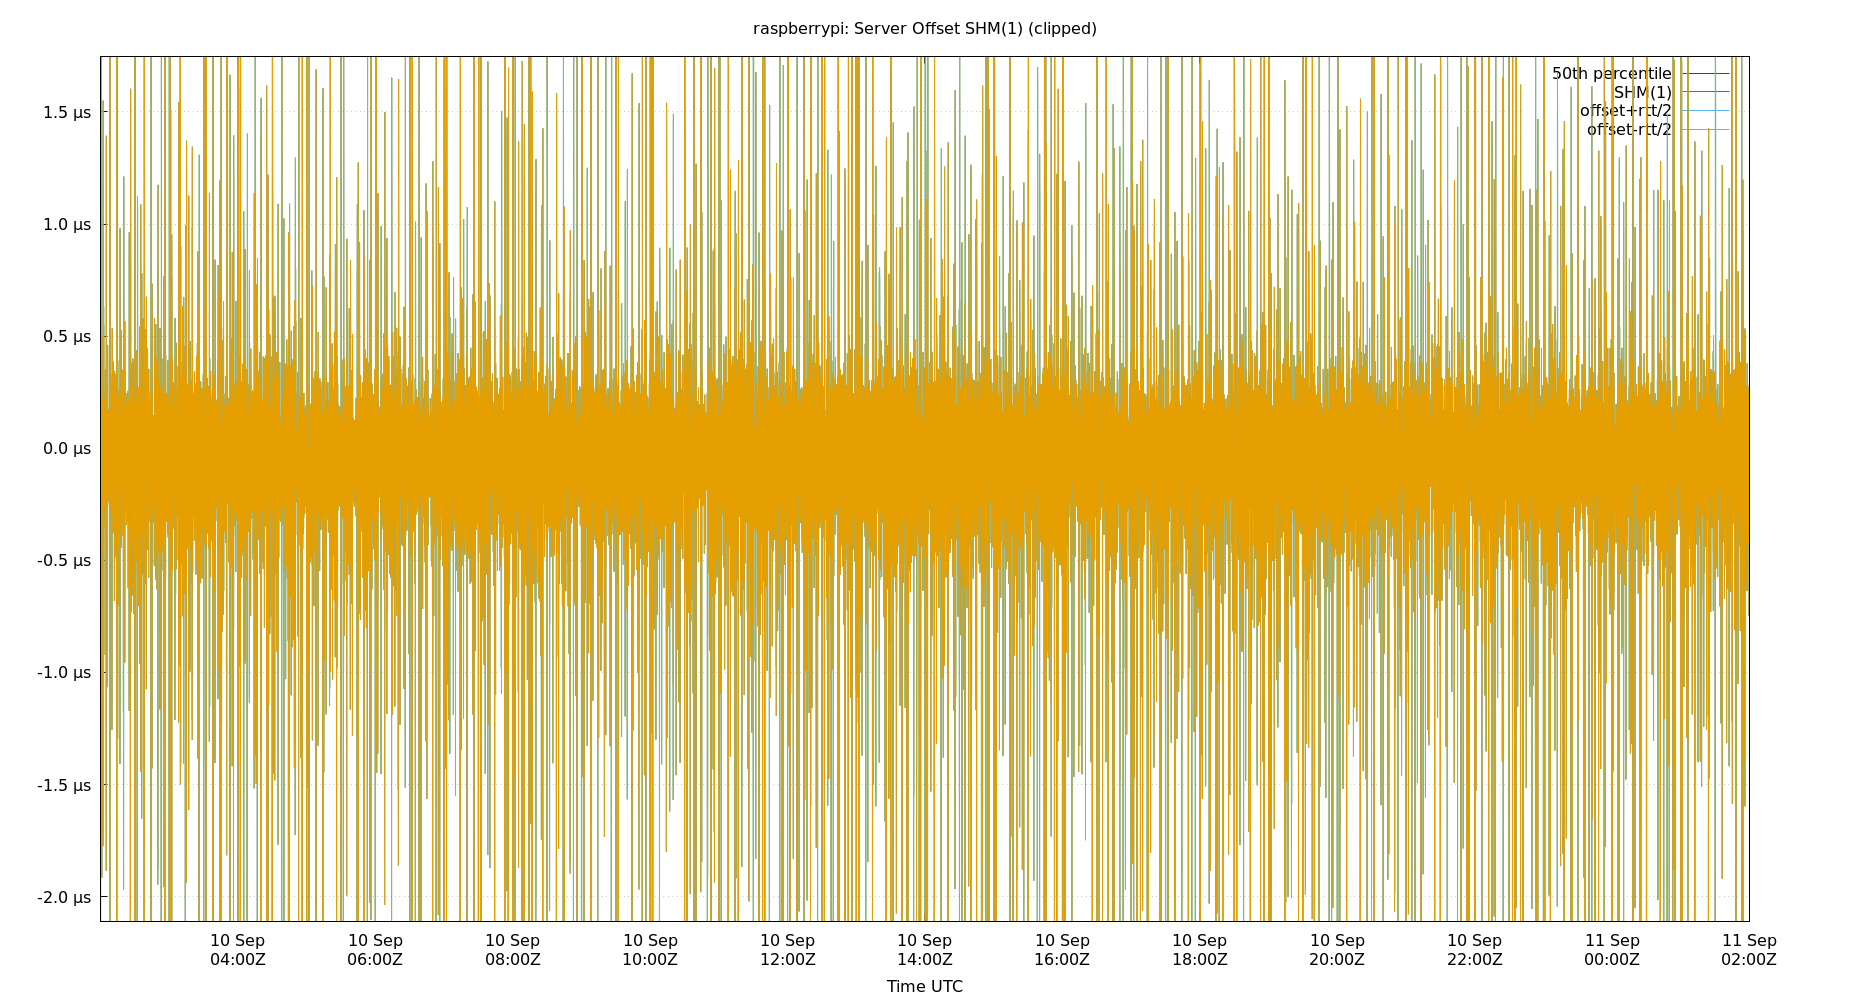 raspberrypi: Server Offset SHM(1) (clipped)
50th percentile
SHM(1)
offset+rtt/2
offset-rtt/2
1.5 µs
1.0 µs
0.5 µs
0.0 µs
-0.5 µs
-1.0 µs
-1.5 µs
-2.0 µs
10 Sep 10 Sep 10 Sep 10 Sep 10 Sep 10 Sep 10 Sep 10 Sep 10 Sep 10 Sep 11 Sep 11 Sep
04:00Z 06:00Z 08:00Z 10:00Z 12:00Z 14:00Z 16:00Z 18:00Z 20:00Z 22:00Z 00:00Z 02:00Z
Time UTC